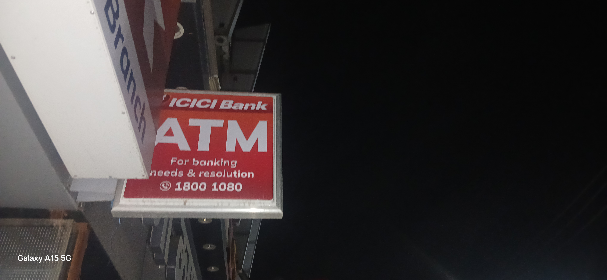 Branch
ICICI Bank
ATM
For banking
needs & resolution
1800 1080
Galaxy A15 5G